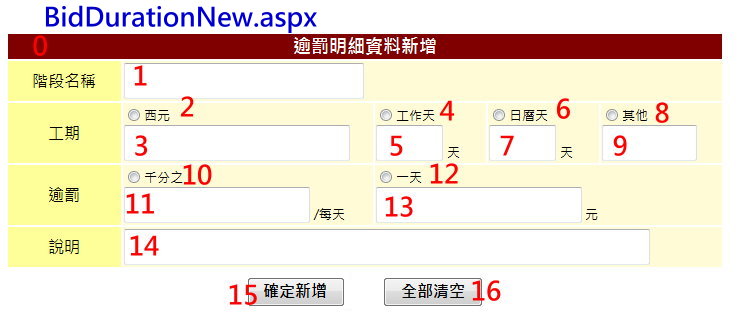 BidDurationNew.aspx
0 逾罰明細資料新增
階段名稱 1
工期 西元 2 工作天 4 日曆天 6 其他 8
3 5 天 7 天 9
逾罰 千分之 10 一天 12
11 /每天 13 元
說明 14
15 確定新增 全部清空 16